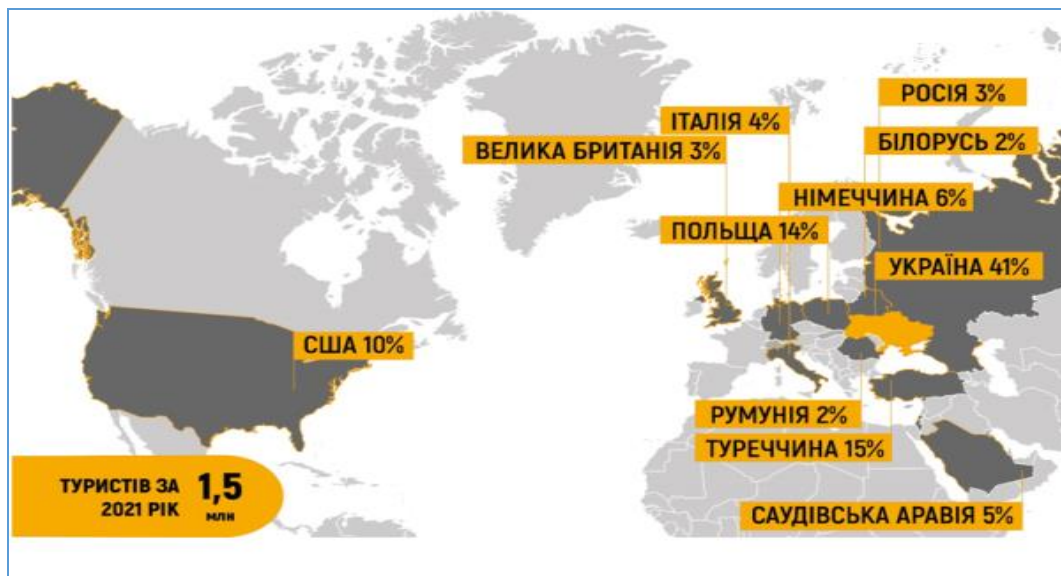 РОСІЯ 3%
ІТАЛІЯ 4%
БІЛОРУСЬ 2%
ВЕЛИКА БРИТАНІЯ 3%
НІМЕЧЧИНА 6%
ПОЛЬЩА 14%
УКРАЇНА 41%
США 10%
РУМУНІЯ 2%
ТУРЕЧЧИНА 15%
ТУРИСТІВ ЗА
2021 РІК
1,5
МЛН
САУДІВСЬКА АРАВІЯ 5%